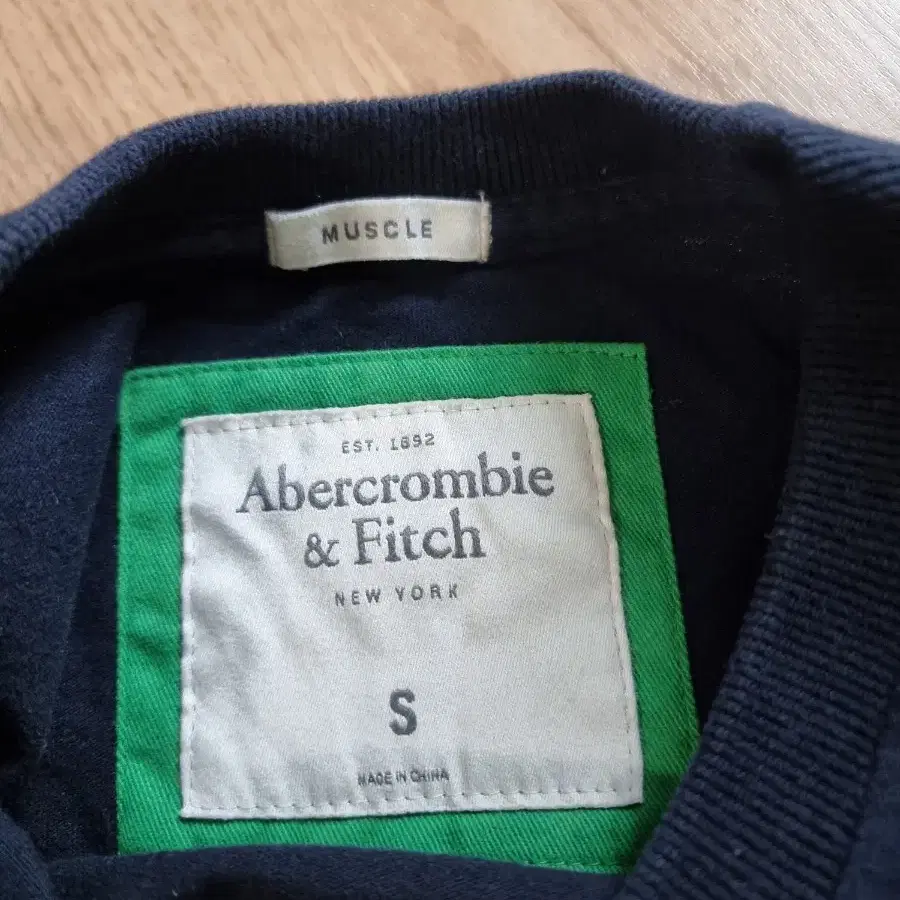 MUSCLE
EST. 1892
Abercrombie
& Fitch
NEW YORK
S
MADE IN CHINA